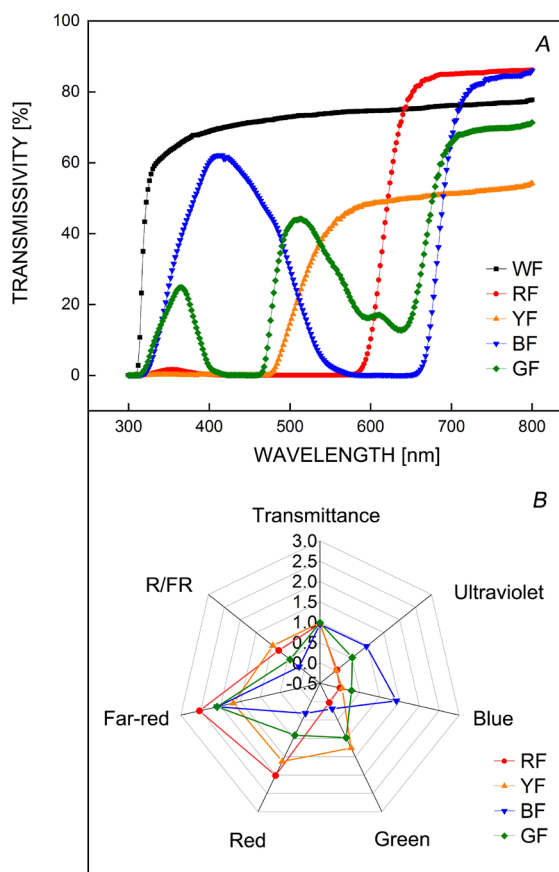 A
100
80
60
40
20
0
TRANSMISSIVITY [%]
WF
RF
YF
BF
GF
300 400 500 600 700 800
WAVELENGTH [nm]
B
Transmittance
3.0
2.5
2.0
1.5
1.0
0.5
0.0
-0.5
Ultraviolet
Blue
Green
Red
Far-red
R/FR
RF
YF
BF
GF